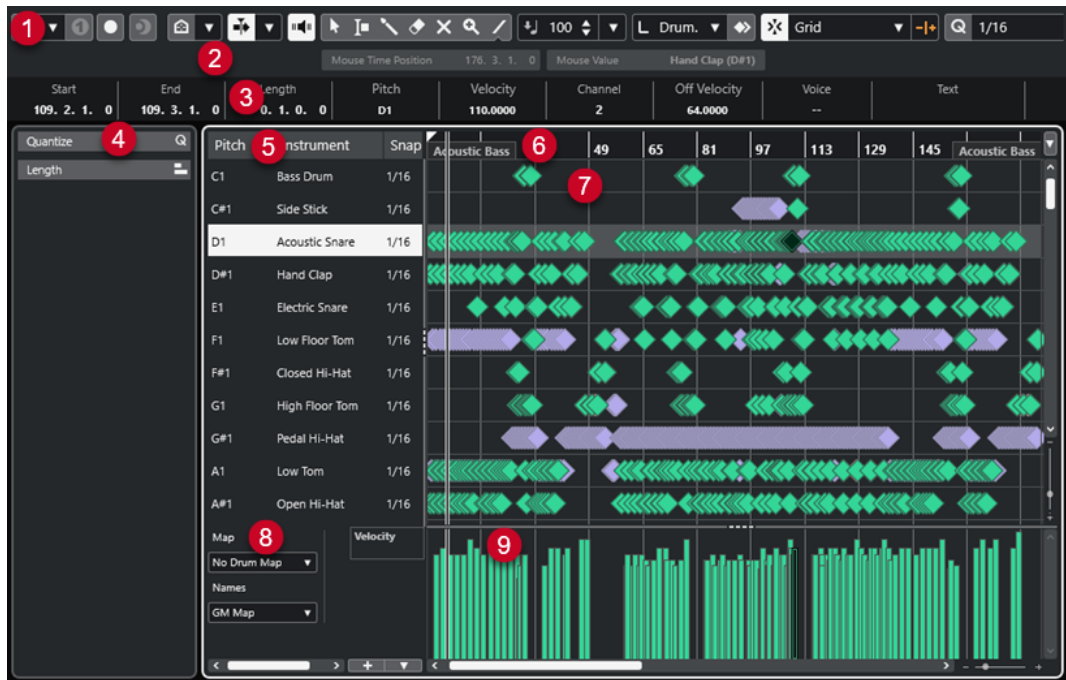 1 1 100 L Drum. Grid Q 1/16
2 Mouse Time Position 176. 3. 1. 0 Mouse Value Hand Clap (D#1)
Start End Length Pitch Velocity Channel Off Velocity Voice Text
109. 2. 1. 0 109. 3. 1. 0 3 0. 1. 0. 0 D1 110.0000 2 64.0000 --
Quantize 4 Q
Length
Pitch 5 Instrument Snap
Acoustic Bass 6 49 65 81 97 113 129 145 Acoustic Bass
7
C1 Bass Drum 1/16
C#1 Side Stick 1/16
D1 Acoustic Snare 1/16
D#1 Hand Clap 1/16
E1 Electric Snare 1/16
F1 Low Floor Tom 1/16
F#1 Closed Hi-Hat 1/16
G1 High Floor Tom 1/16
G#1 Pedal Hi-Hat 1/16
A1 Low Tom 1/16
A#1 Open Hi-Hat 1/16
Map 8 Velocity 9
No Drum Map
Names
GM Map